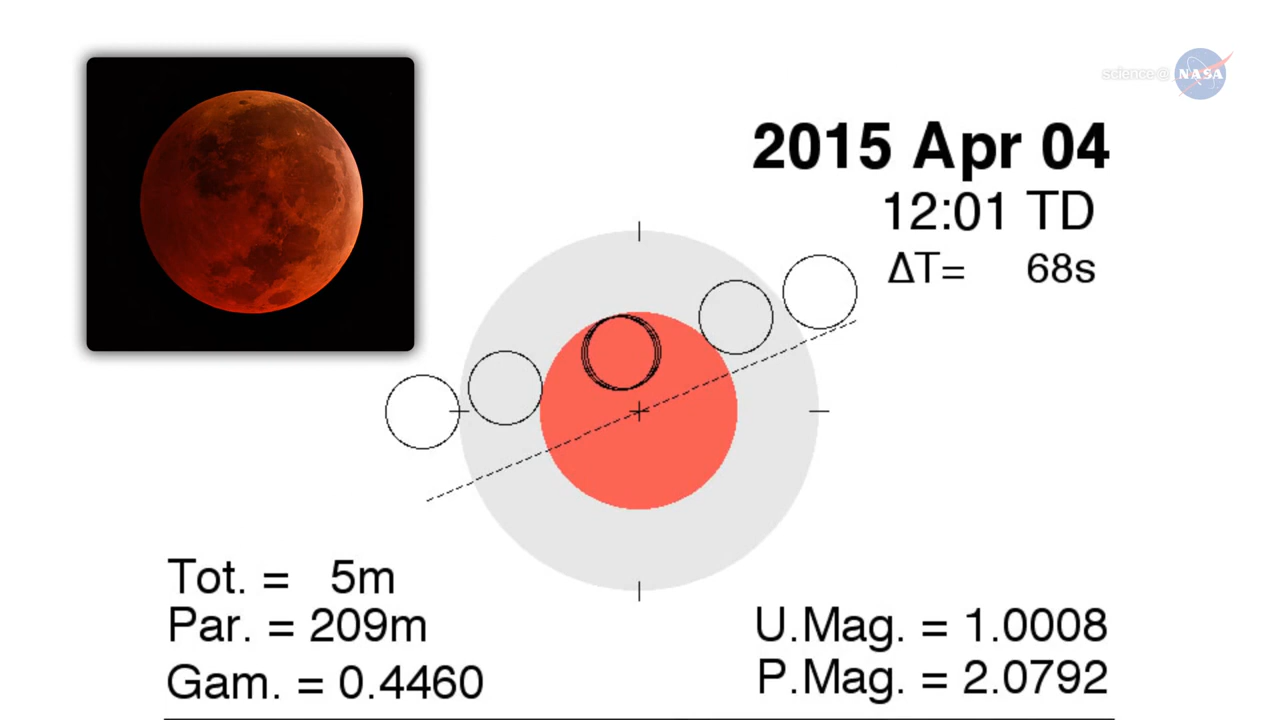 science@ NASA
2015 Apr 04
12:01 TD
ΔT= 68s
Tot. = 5m
Par. = 209m
Gam. = 0.4460
U.Mag. = 1.0008
P.Mag. = 2.0792